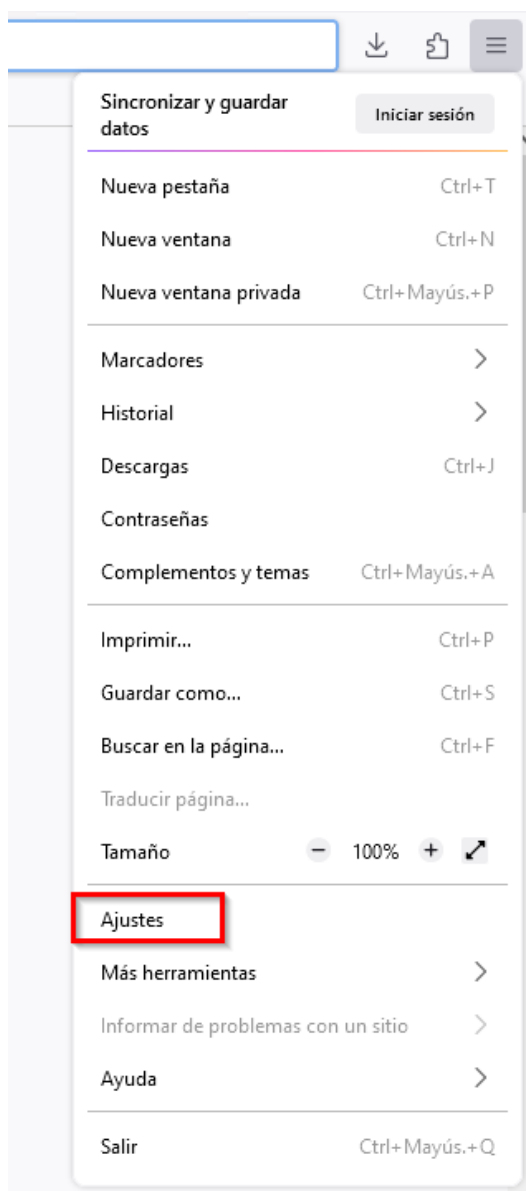 Sincronizar y guardar
datos
Iniciar sesión
Nueva pestaña Ctrl+T
Nueva ventana Ctrl+N
Nueva ventana privada Ctrl+Mayús.+P
Marcadores
Historial
Descargas Ctrl+J
Contraseñas
Complementos y temas Ctrl+Mayús.+A
Imprimir... Ctrl+P
Guardar como... Ctrl+S
Buscar en la página... Ctrl+F
Traducir página...
Tamaño − 100% +
Ajustes
Más herramientas
Informar de problemas con un sitio
Ayuda
Salir Ctrl+Mayús.+Q